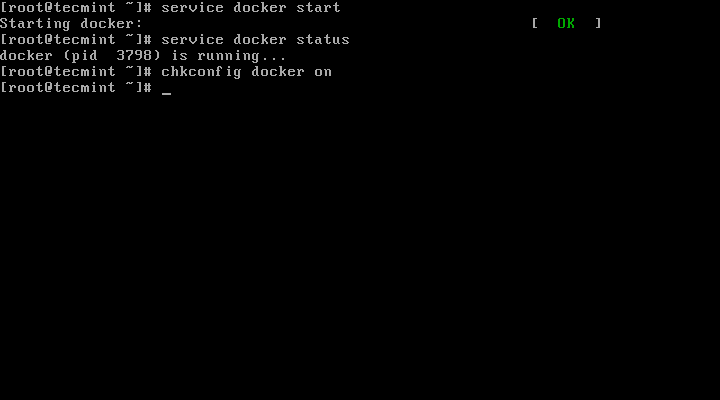 [root@tecmint ~]# service docker start
Starting docker:                                           [  OK  ]
[root@tecmint ~]# service docker status
docker (pid  3798) is running...
[root@tecmint ~]# chkconfig docker on
[root@tecmint ~]# _